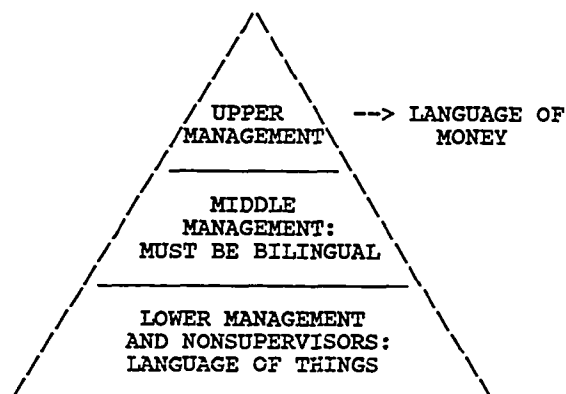 UPPER
MANAGEMENT
--> LANGUAGE OF
MONEY
MIDDLE
MANAGEMENT:
MUST BE BILINGUAL
LOWER MANAGEMENT
AND NONSUPERVISORS:
LANGUAGE OF THINGS